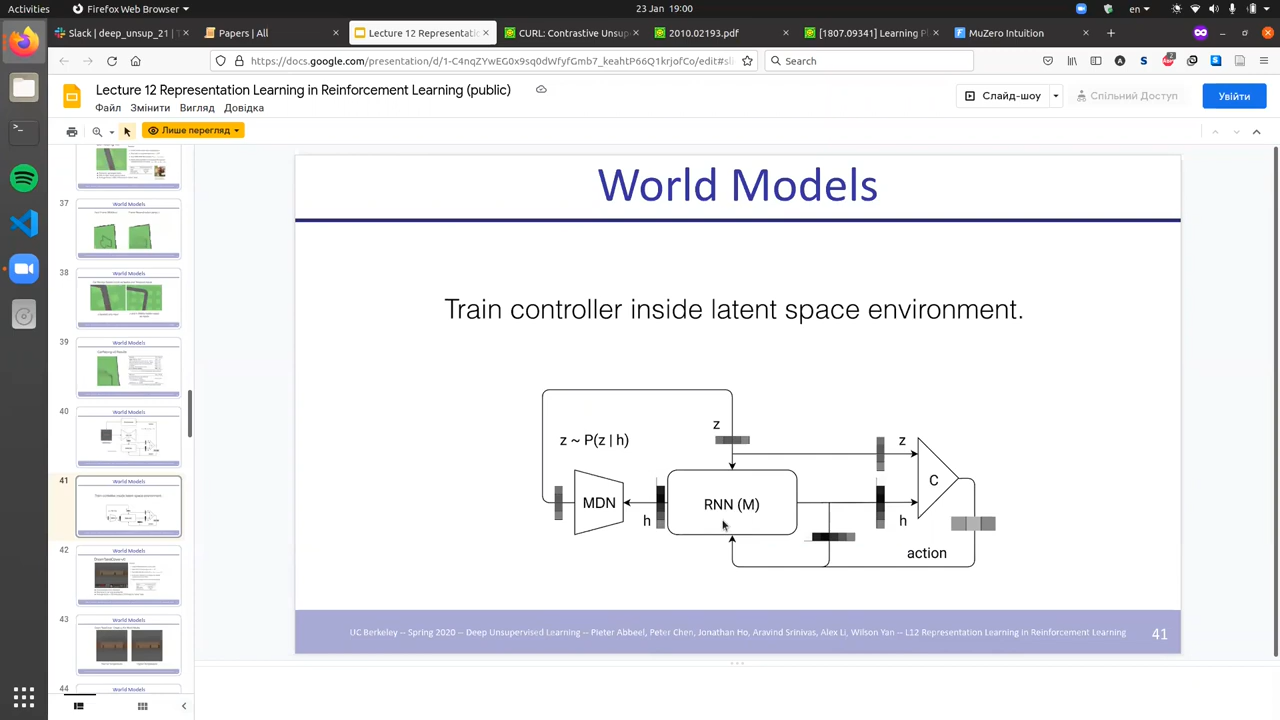 Activities
Firefox Web Browser
23 Jan 19:00
en
Slack | deep_unsup_21 | T
Papers | All
Lecture 12 Representatio
CURL: Contrastive Unsup
2010.02193.pdf
[1807.09341] Learning Pl
MuZero Intuition
https://docs.google.com/presentation/d/1-C4nqZYwEG0x9sq0dWfyfGmb7_keahtP66Q1krjofCo/edit#sli
Search
Lecture 12 Representation Learning in Reinforcement Learning (public)
Файл Змінити Вигляд Довідка
Слайд-шоу
Спільний Доступ
Увійти
Лише перегляд
37
World Models
38
World Models
39
World Models
40
World Models
41
World Models
42
World Models
43
World Models
44
World Models
World Models
Train controller inside latent space environment.
z
z ~ P(z | h)
z
MDN
RNN (M)
C
h
h
action
UC Berkeley -- Spring 2020 -- Deep Unsupervised Learning -- Pieter Abbeel, Peter Chen, Jonathan Ho, Aravind Srinivas, Alex Li, Wilson Yan -- L12 Representation Learning in Reinforcement Learning
41